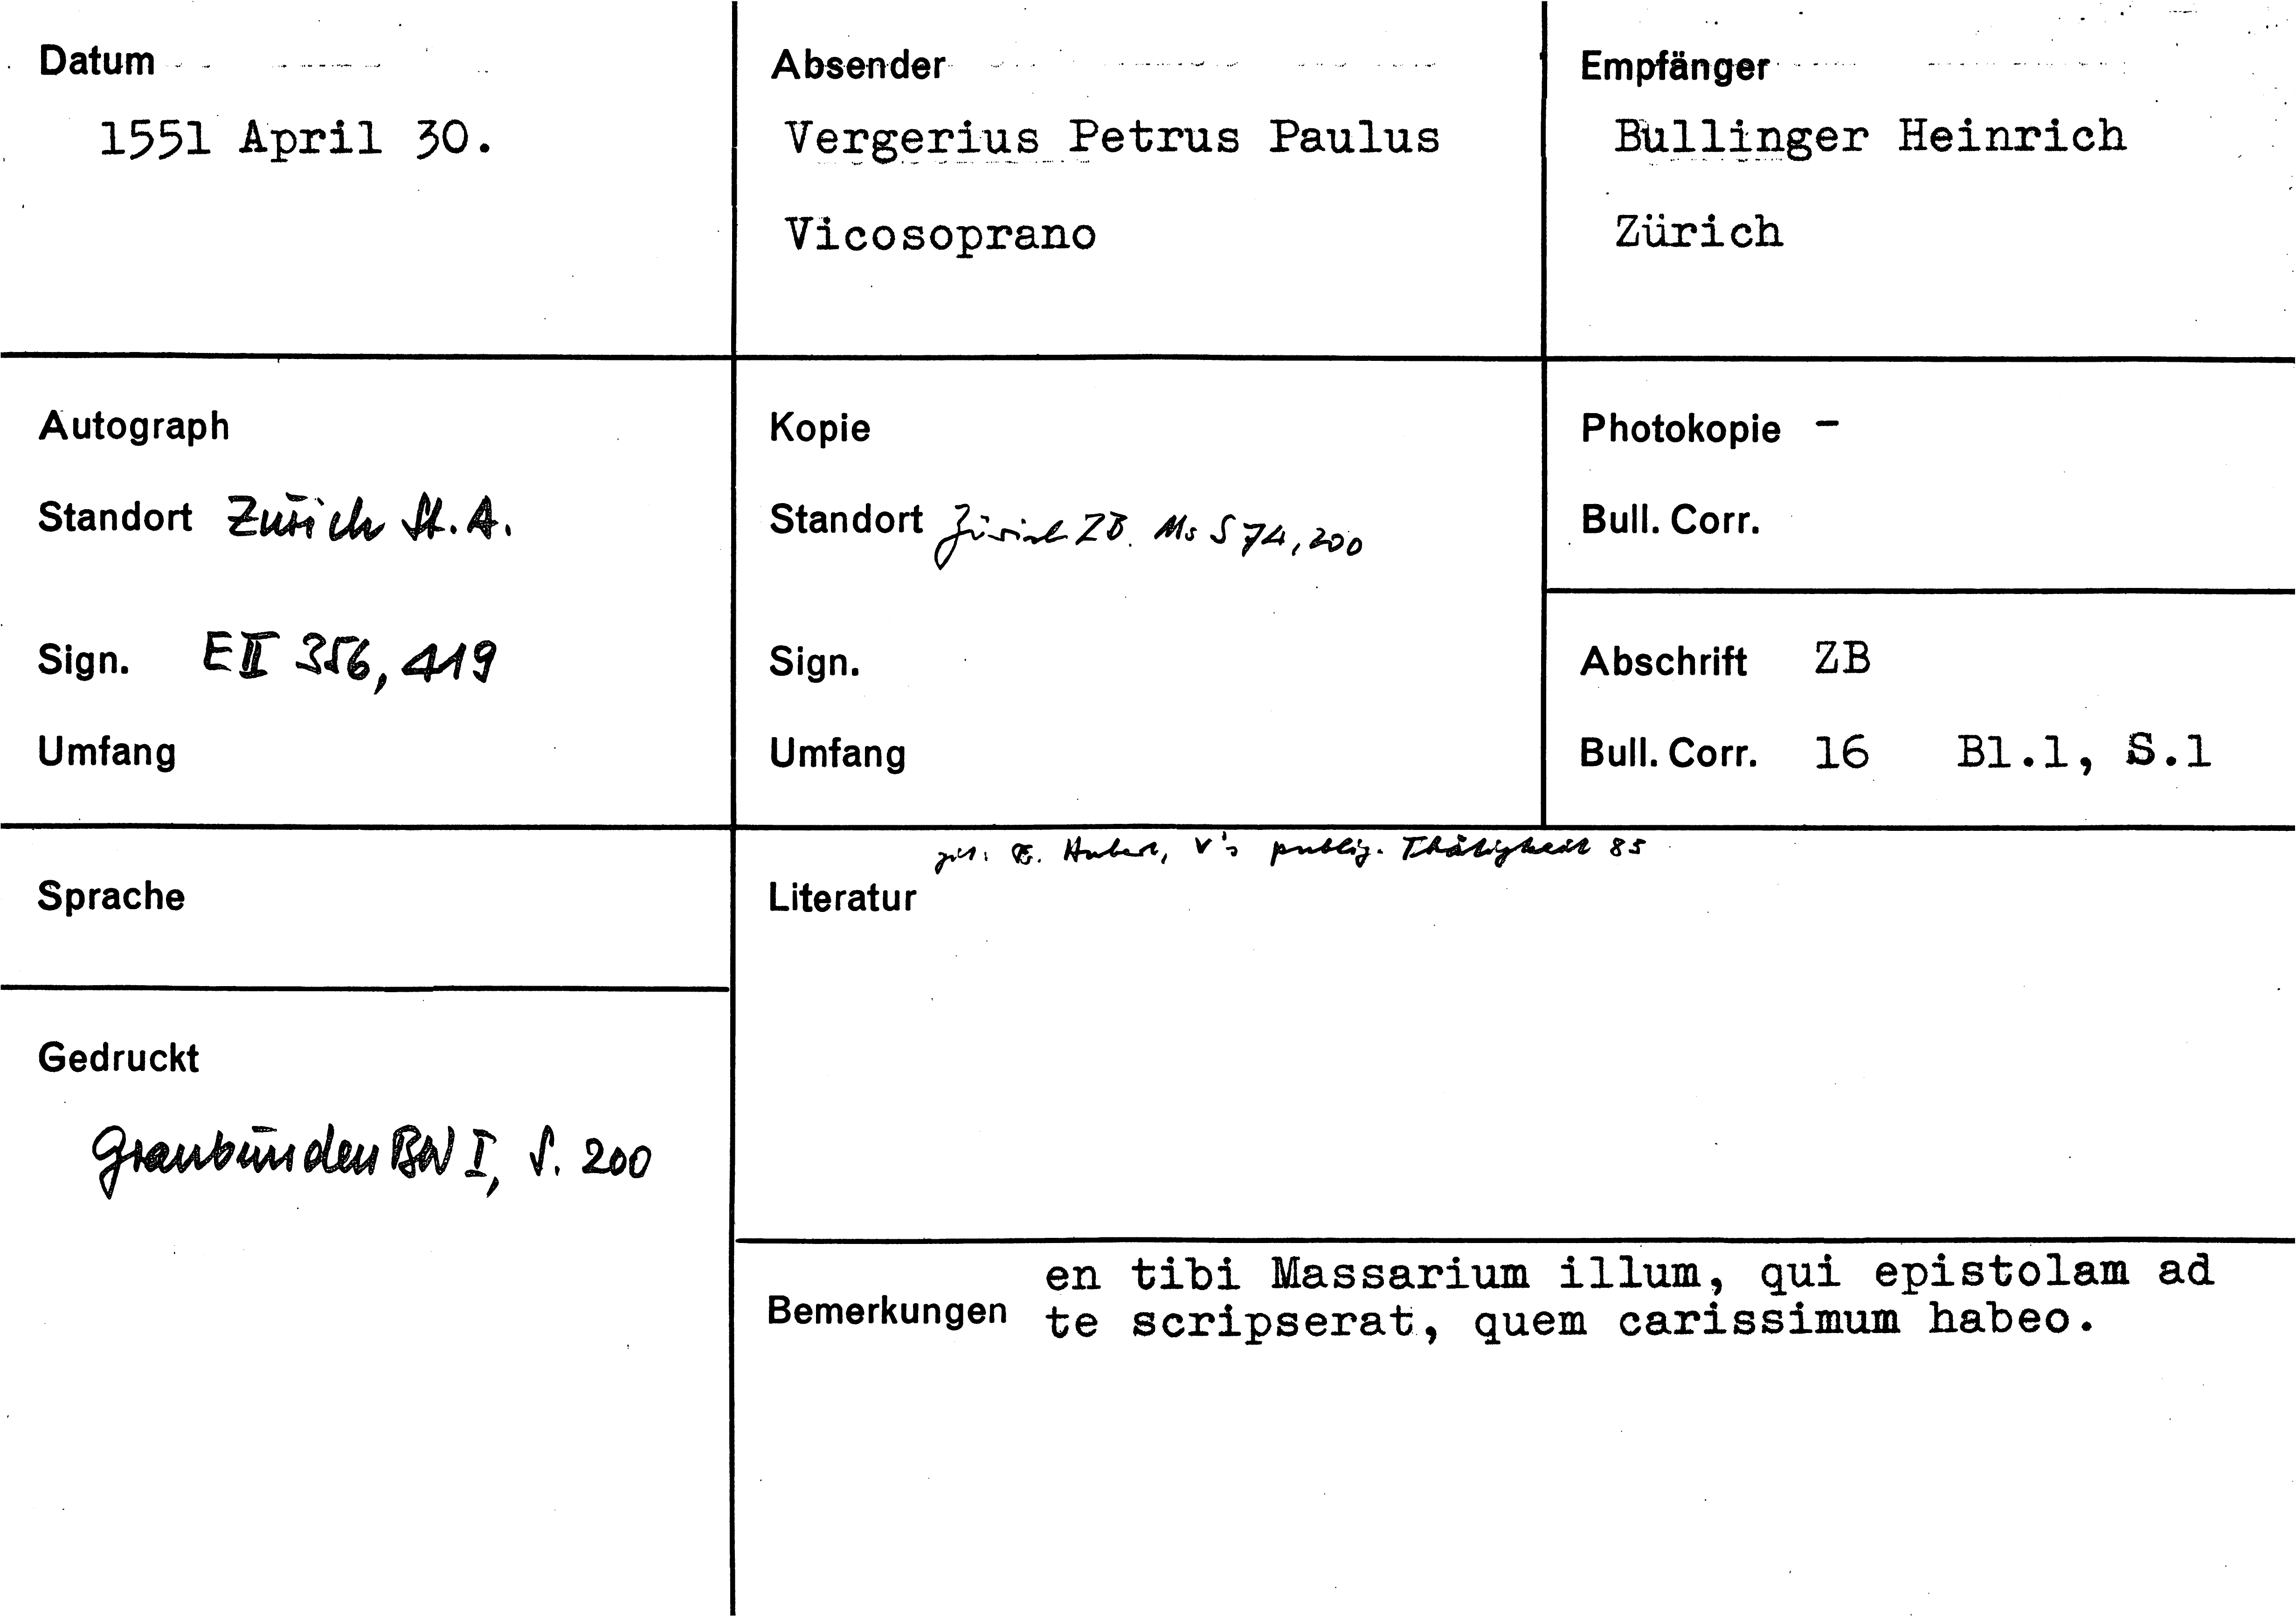 Datum
1551 April 30.
Absender
Vergerius Petrus Paulus
Vicosoprano
Empfänger
Bullinger Heinrich
Zürich
Autograph
Standort Zürich St. A.
Sign. E II 356, 419
Umfang
Kopie
Standort Zürich ZB. Ms S 74, 200
Sign.
Umfang
Photokopie -
Bull. Corr.
Abschrift ZB
Bull. Corr. 16 Bl.1, S.1
Sprache
Gedruckt
Graubünden BW I, S. 200
zit: Hubert, V's publiz. Thätigkeit 85
Literatur
en tibi Massarium illum, qui epistolam ad
Bemerkungen te scripserat, quem carissimum habeo.